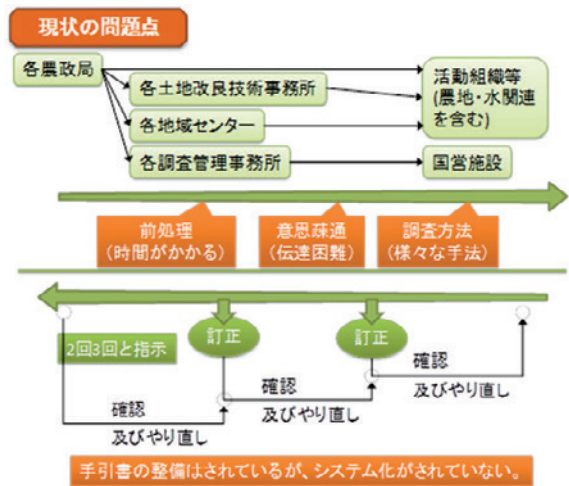 現状の問題点
各農政局
各土地改良技術事務所
各地域センター
各調査管理事務所
活動組織等
(農地・水関連
を含む)
国営施設
前処理
(時間がかかる)
意思疎通
(伝達困難)
調査方法
(様々な手法)
2回3回と指示
訂正
訂正
確認
及びやり直し
確認
及びやり直し
確認
及びやり直し
手引書の整備はされているが、システム化がされていない。